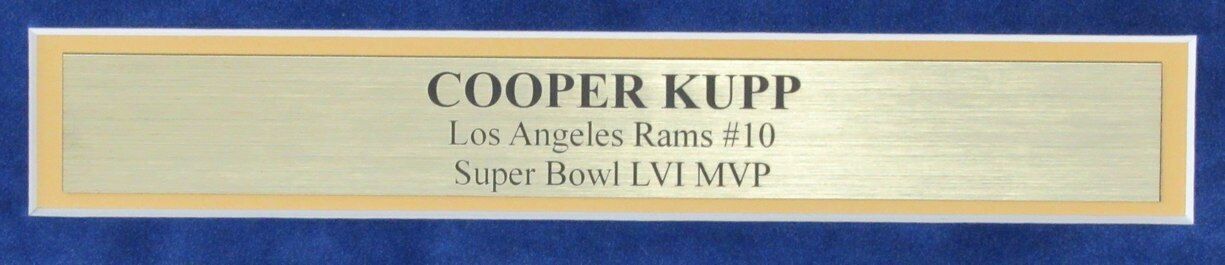 COOPER KUPP
Los Angeles Rams #10
Super Bowl LVI MVP